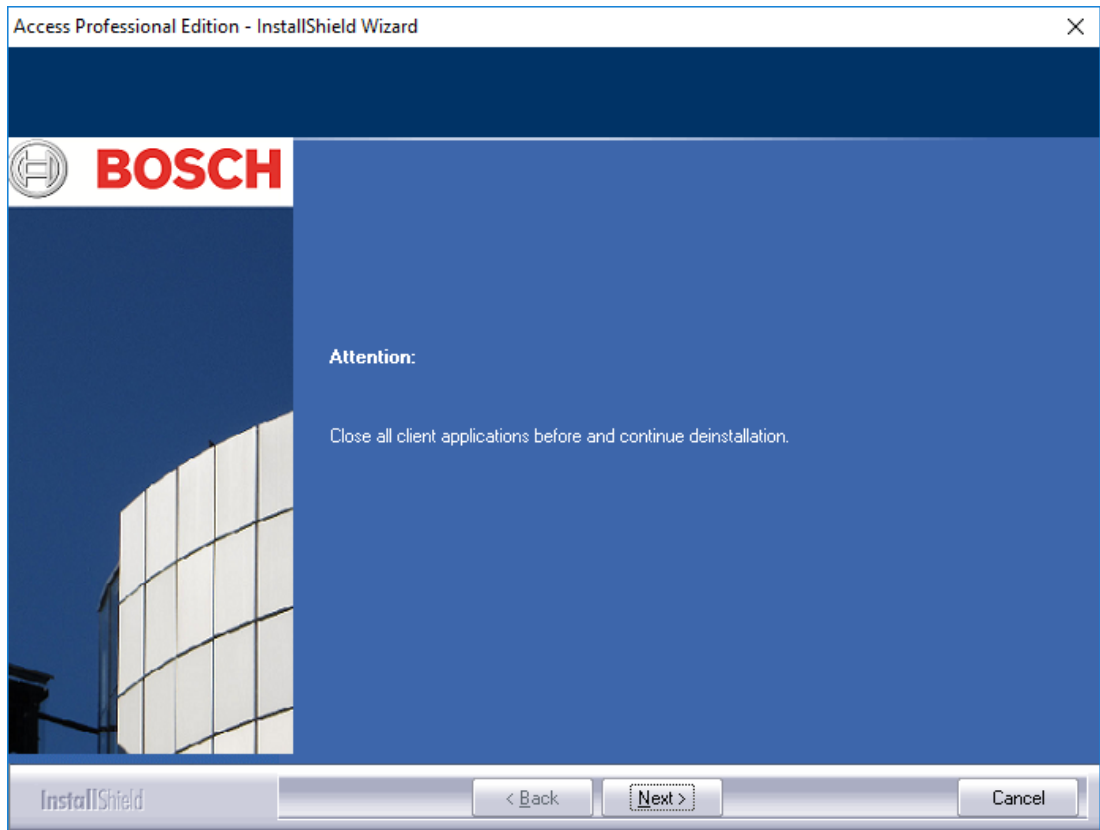 Access Professional Edition - InstallShield Wizard
BOSCH
Attention:
Close all client applications before and continue deinstallation.
InstallShield
< Back
Next >
Cancel